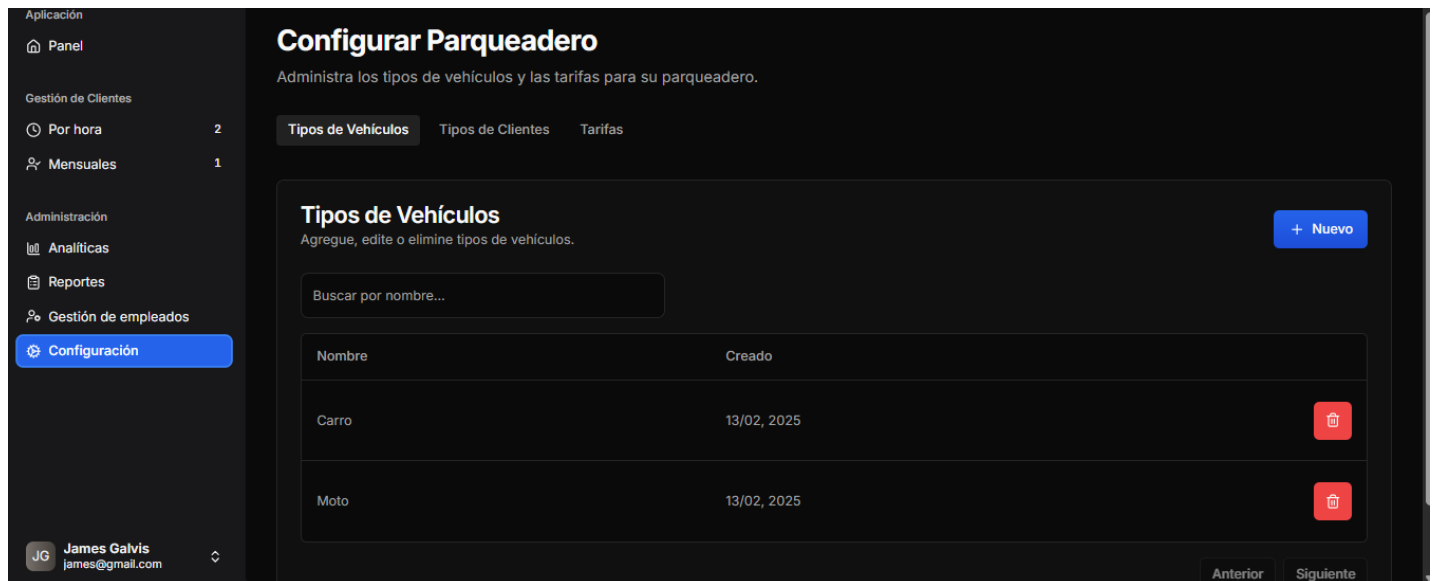 Aplicación
Panel
Gestión de Clientes
Por hora 2
Mensuales 1
Administración
Analíticas
Reportes
Gestión de empleados
Configuración
JG
James Galvis
james@gmail.com
Configurar Parqueadero
Administra los tipos de vehículos y las tarifas para su parqueadero.
Tipos de Vehículos Tipos de Clientes Tarifas
Tipos de Vehículos
Agregue, edite o elimine tipos de vehículos.
+ Nuevo
Buscar por nombre...
Nombre Creado
Carro 13/02, 2025
Moto 13/02, 2025
Anterior Siguiente